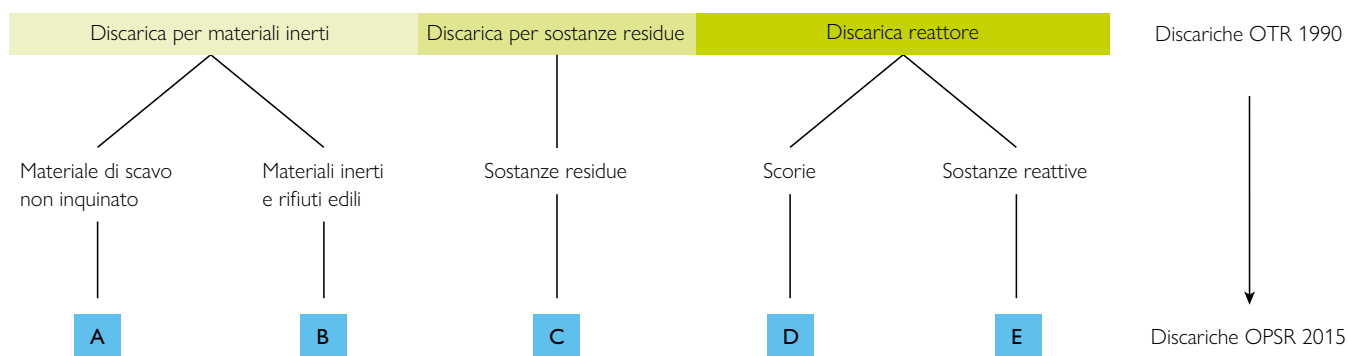 Discarica per materiali inerti
Discarica per sostanze residue
Discarica reattore
Discariche OTR 1990
Materiale di scavo
non inquinato
Materiali inerti
e rifiuti edili
Sostanze residue
Scorie
Sostanze reattive
A
B
C
D
E
Discariche OPSR 2015